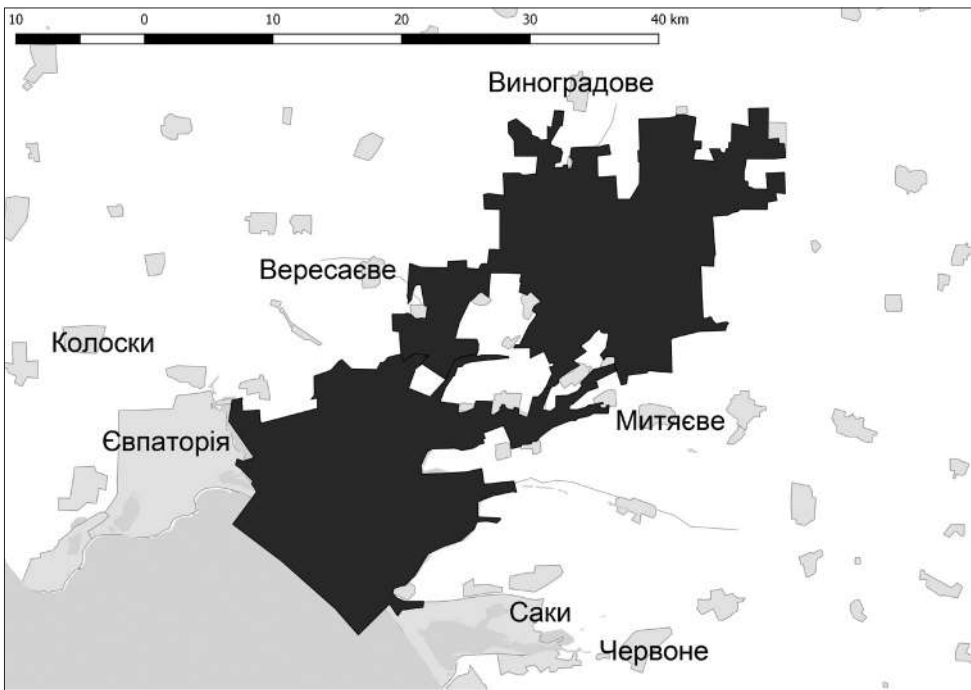 10 0 10 20 30 40 km
Виноградове
Вересаєве
Колоски
Митяєве
Євпаторія
Саки
Червоне